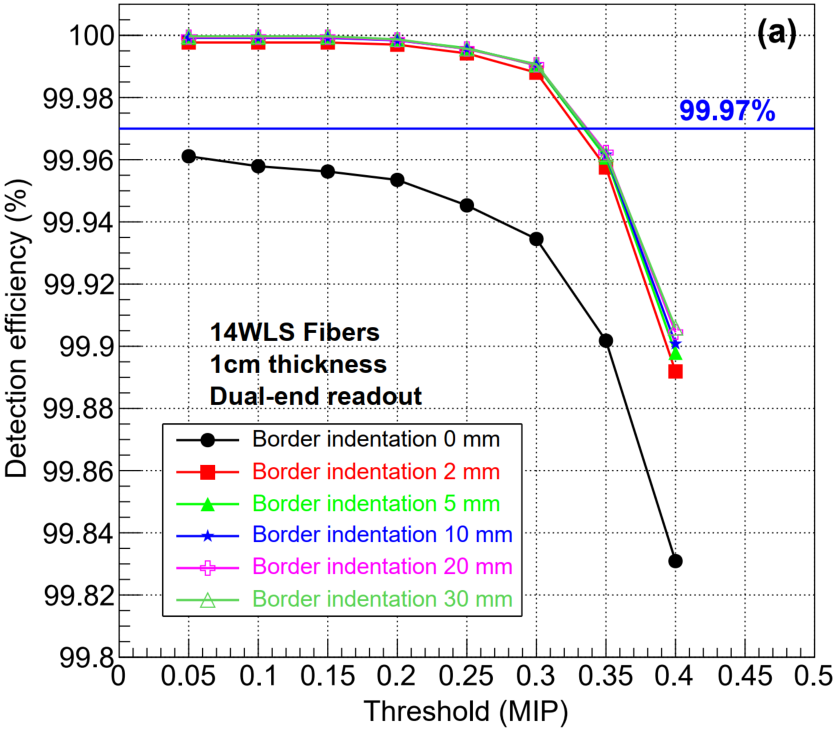 (a)
99.97%
Detection efficiency (%)
100
99.98
99.96
99.94
99.92
99.9
99.88
99.86
99.84
99.82
99.8
14WLS Fibers
1cm thickness
Dual-end readout
Border indentation 0 mm
Border indentation 2 mm
Border indentation 5 mm
Border indentation 10 mm
Border indentation 20 mm
Border indentation 30 mm
0 0.05 0.1 0.15 0.2 0.25 0.3 0.35 0.4 0.45 0.5
Threshold (MIP)